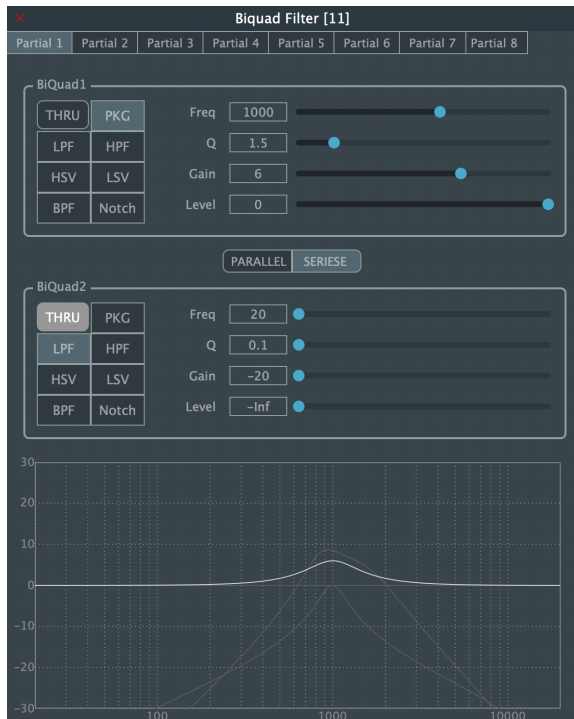 Biquad Filter [11]
Partial 1 Partial 2 Partial 3 Partial 4 Partial 5 Partial 6 Partial 7 Partial 8
BiQuad1
THRU PKG Freq 1000
LPF HPF Q 1.5
HSV LSV Gain 6
BPF Notch Level 0
PARALLEL SERIESE
BiQuad2
THRU PKG Freq 20
LPF HPF Q 0.1
HSV LSV Gain -20
BPF Notch Level -Inf
30
20
10
0
-10
-20
-30
100 1000 10000